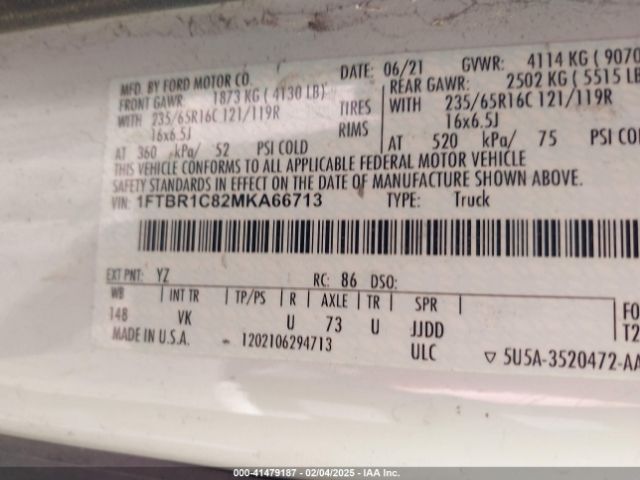 MFD. BY FORD MOTOR CO. DATE: 06/21 GVWR: 4114 KG (9070
FRONT GAWR: 1873 KG (4130 LB) REAR GAWR: 2502 KG (5515 LB
WITH 235/65R16C 121/119R TIRES WITH 235/65R16C 121/119R
16x6.5J RIMS 16x6.5J
AT 360 kPa/ 52 PSI COLD AT 520 kPa/ 75 PSI COL
THIS VEHICLE CONFORMS TO ALL APPLICABLE FEDERAL MOTOR VEHICLE
SAFETY STANDARDS IN EFFECT ON THE DATE OF MANUFACTURE SHOWN ABOVE.
VIN: 1FTBR1C82MKA66713 TYPE: Truck
EXT PNT: YZ RC: 86 DSO:
WB INT TR TP/PS R AXLE TR SPR
148 VK U 73 U JJDD FO
MADE IN U.S.A. 1202106294713 ULC T2
▽ 5U5A-3520472-AA
000-41479187 - 02/04/2025 - IAA Inc.